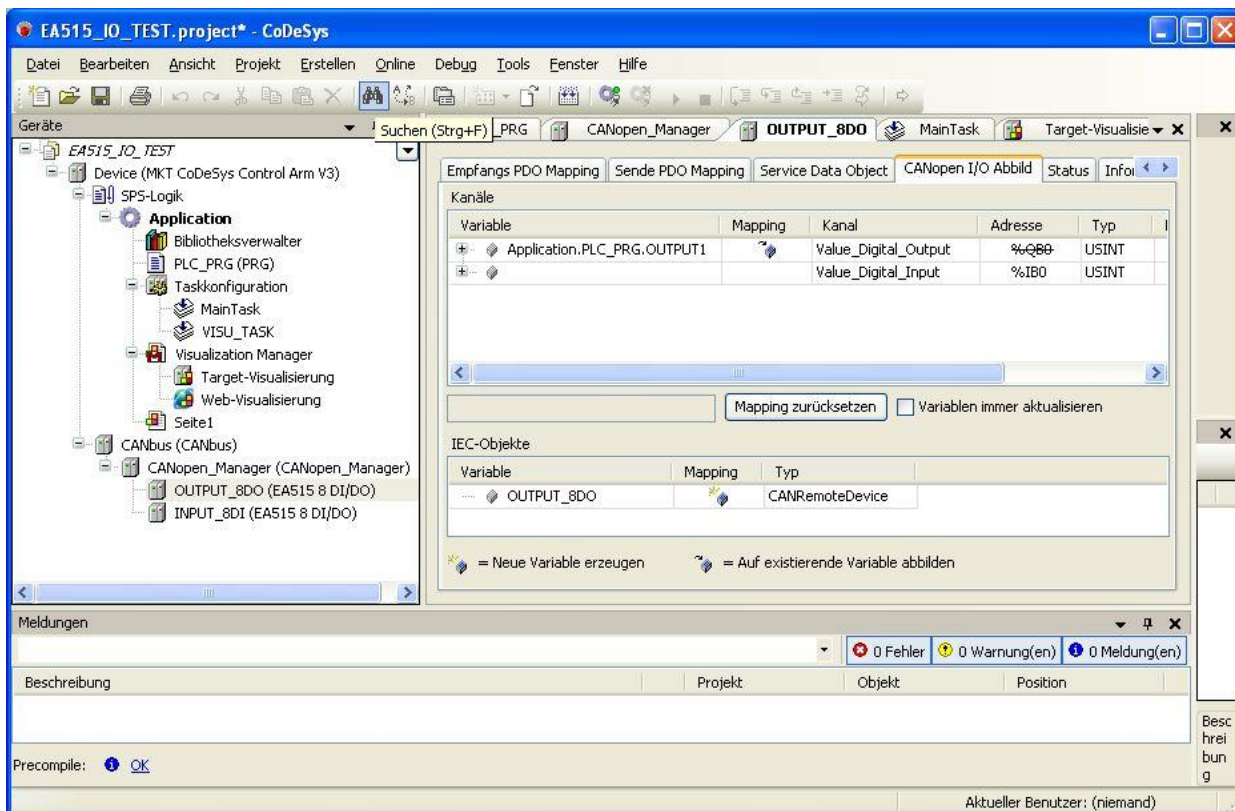 EA515_IO_TEST.project* - CoDeSys
Datei Bearbeiten Ansicht Projekt Erstellen Online Debug Tools Fenster Hilfe
Geräte
Suchen (Strg+F)
_PRG CANopen_Manager OUTPUT_8DO MainTask Target-Visualisie
EA515_IO_TEST
Device (MKT CoDeSys Control Arm V3)
SPS-Logik
Application
Bibliotheksverwalter
PLC_PRG (PRG)
Taskkonfiguration
MainTask
VISU_TASK
Visualization Manager
Target-Visualisierung
Web-Visualisierung
Seite1
CANbus (CANbus)
CANopen_Manager (CANopen_Manager)
OUTPUT_8DO (EA515 8 DI/DO)
INPUT_8DI (EA515 8 DI/DO)
Empfangs PDO Mapping Sende PDO Mapping Service Data Object CANopen I/O Abbild Status
Kanäle
Variable Mapping Kanal Adresse Typ
Application.PLC_PRG.OUTPUT1 Value_Digital_Output %QB0 USINT
Value_Digital_Input %IB0 USINT
Mapping zurücksetzen Variablen immer aktualisieren
IEC-Objekte
Variable Mapping Typ
OUTPUT_8DO CANRemoteDevice
= Neue Variable erzeugen = Auf existierende Variable abbilden
Meldungen
0 Fehler 0 Warnung(en) 0 Meldung(en)
Beschreibung Projekt Objekt Position
Besc
hrei
bun
g
Precompile: OK
Aktueller Benutzer: (niemand)